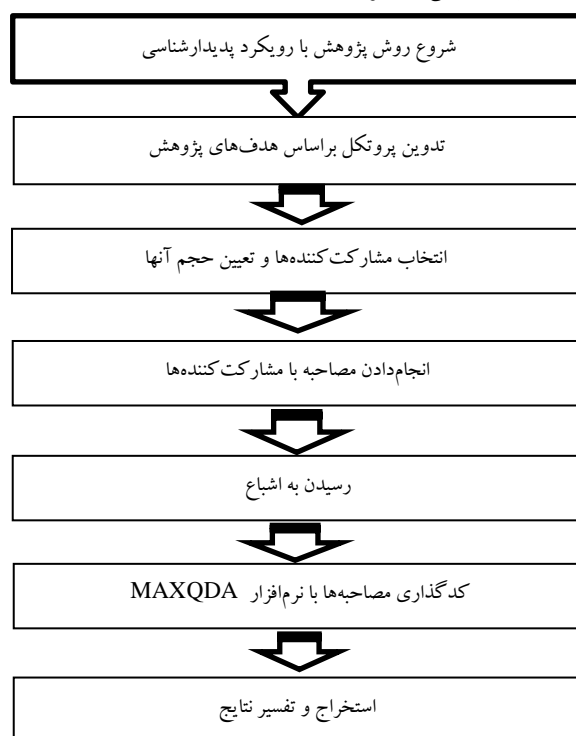 شروع روش پژوهش با رویکرد پدیدارشناسی
تدوین پروتکل براساس هدف‌های پژوهش
انتخاب مشارکت‌کننده‌ها و تعیین حجم آنها
انجام‌دادن مصاحبه با مشارکت‌کننده‌ها
رسیدن به اشباع
کدگذاری مصاحبه‌ها با نرم‌افزار MAXQDA
استخراج و تفسیر نتایج